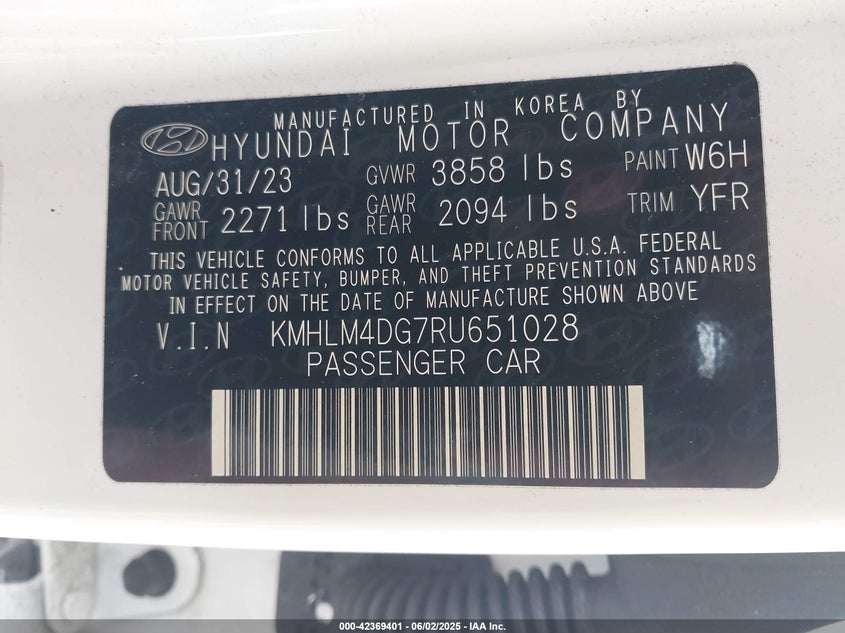 MANUFACTURED IN KOREA BY
HYUNDAI MOTOR COMPANY
AUG/31/23 GVWR 3858 lbs PAINT W6H
GAWR FRONT 2271 lbs GAWR REAR 2094 lbs TRIM YFR
THIS VEHICLE CONFORMS TO ALL APPLICABLE U.S.A. FEDERAL
MOTOR VEHICLE SAFETY, BUMPER, AND THEFT PREVENTION STANDARDS
IN EFFECT ON THE DATE OF MANUFACTURE SHOWN ABOVE
V.I.N KMHLM4DG7RU651028
PASSENGER CAR
000-42369401 | 06/02/2025 - IAA Inc.